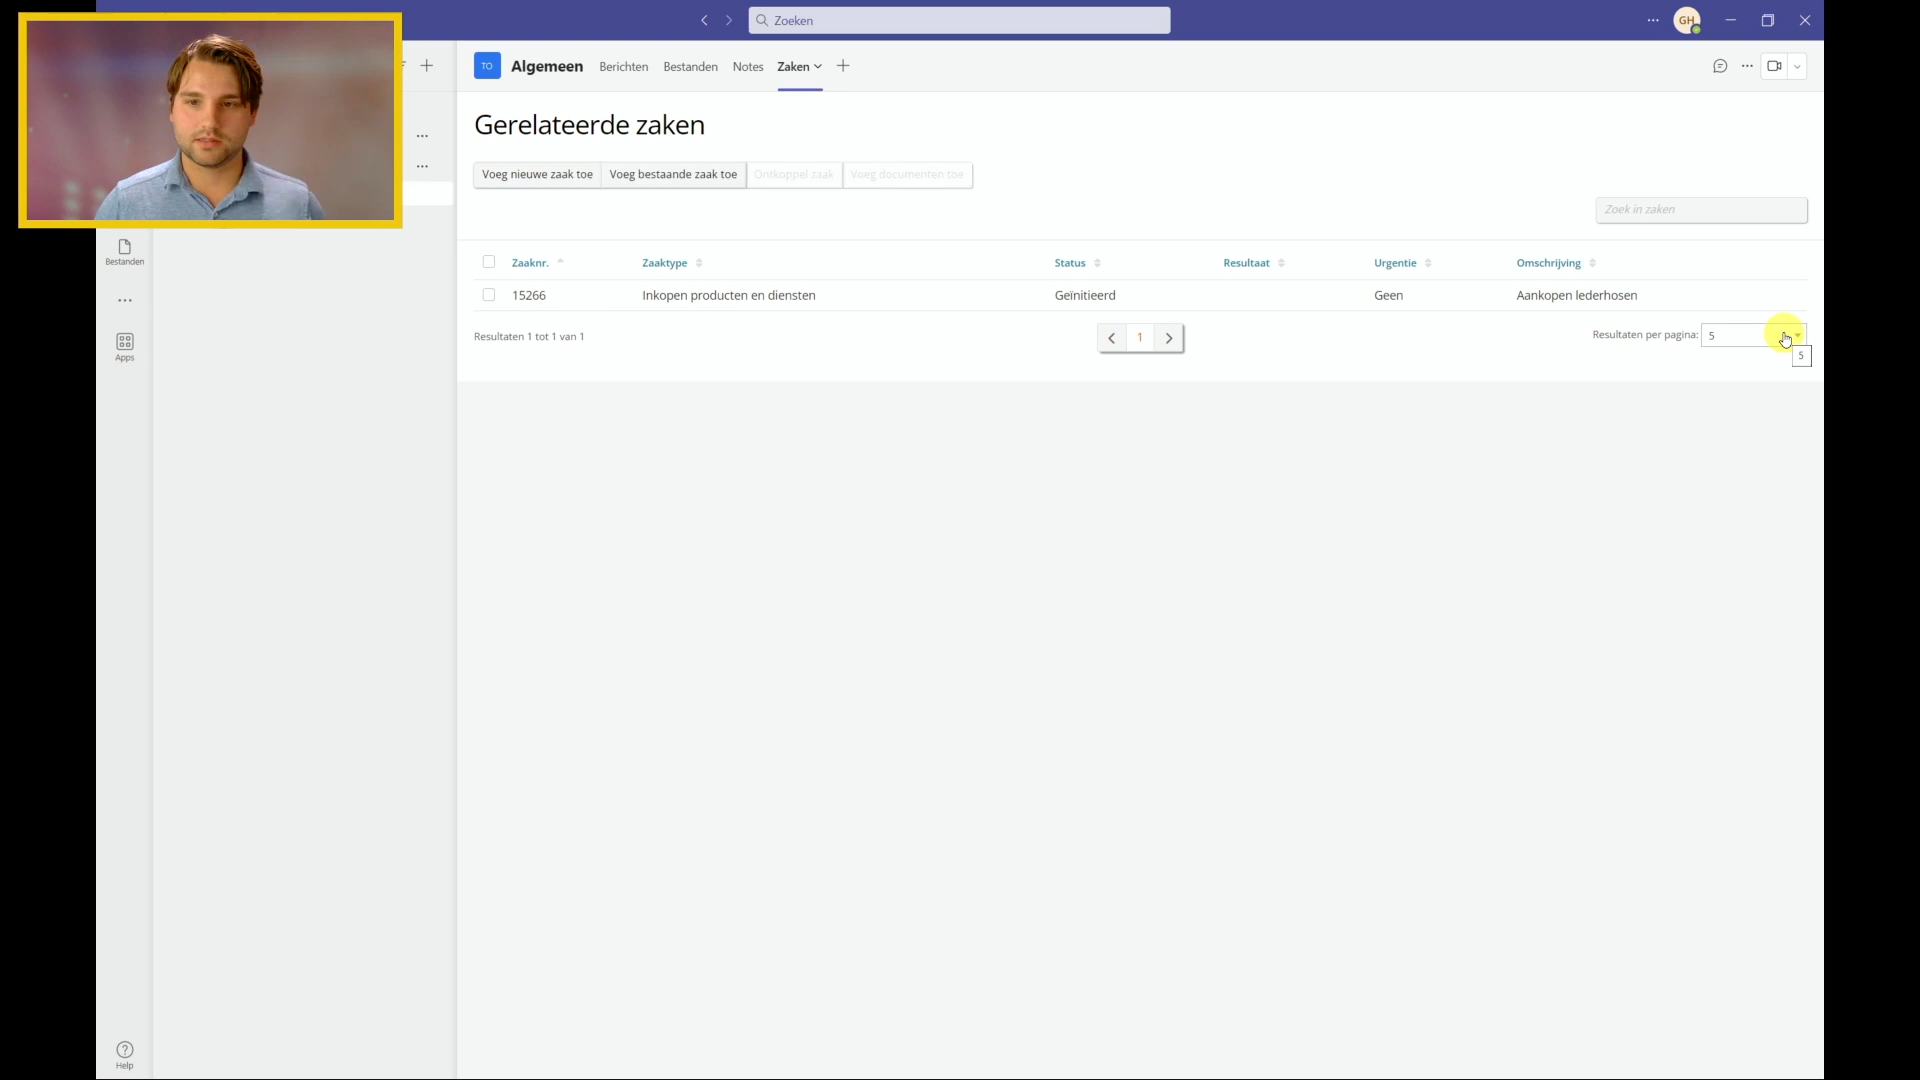 Zoeken
GH
TO
Algemeen Berichten Bestanden Notes Zaken
Gerelateerde zaken
Voeg nieuwe zaak toe Voeg bestaande zaak toe Ontkoppel zaak Voeg documenten toe
Zoek in zaken
Bestanden
Zaaknr. Zaaktype Status Resultaat Urgentie Omschrijving
15266 Inkopen producten en diensten Geïnitieerd Geen Aankopen lederhosen
Resultaten 1 tot 1 van 1
1
Resultaten per pagina: 5
5
Apps
Help